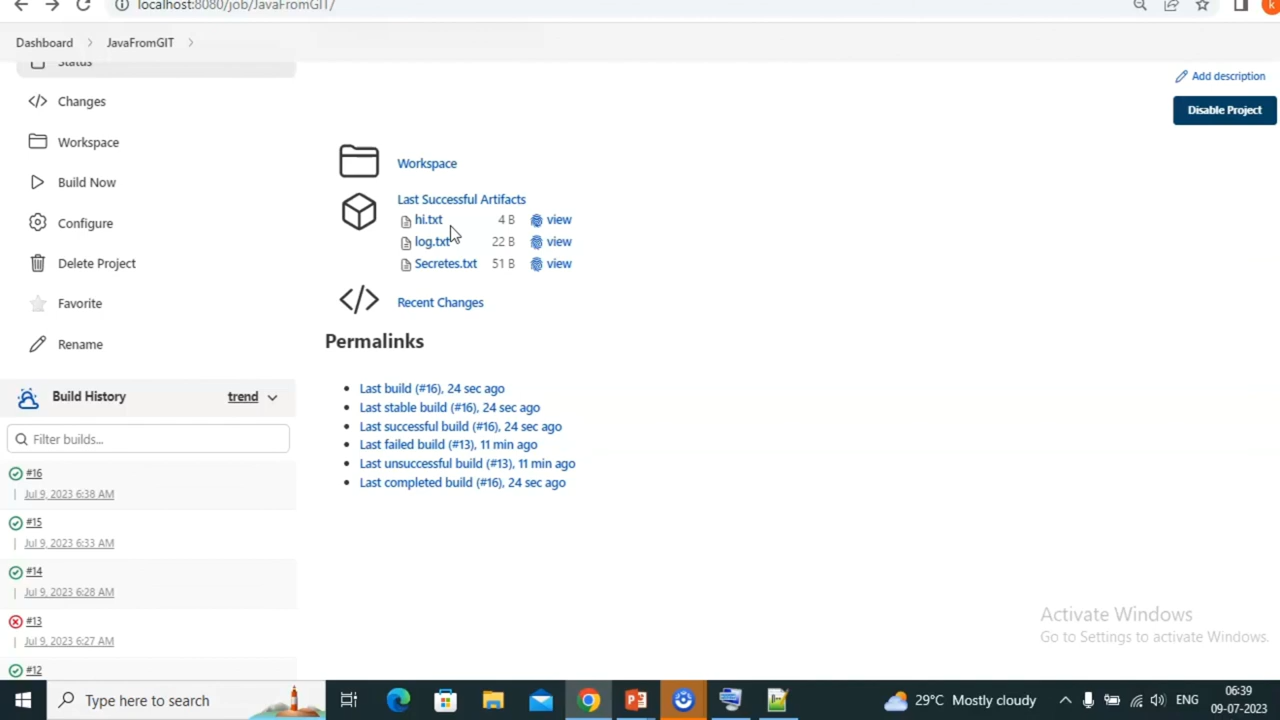 localhost:8080/job/JavaFromGIT/
k
Dashboard
JavaFromGIT
Status
Add description
Changes
Disable Project
Workspace
Workspace
Build Now
Last Successful Artifacts
hi.txt 4 B view
Configure
log.txt 22 B view
Delete Project
Secretes.txt 51 B view
Favorite
Recent Changes
Rename
Permalinks
Build History trend
Last build (#16), 24 sec ago
Last stable build (#16), 24 sec ago
Last successful build (#16), 24 sec ago
Last failed build (#13), 11 min ago
Last unsuccessful build (#13), 11 min ago
Last completed build (#16), 24 sec ago
Filter builds...
#16
Jul 9, 2023 6:38 AM
#15
Jul 9, 2023 6:33 AM
#14
Jul 9, 2023 6:28 AM
#13
Jul 9, 2023 6:27 AM
#12
Activate Windows
Go to Settings to activate Windows.
Type here to search
29°C Mostly cloudy
ENG
06:39
09-07-2023